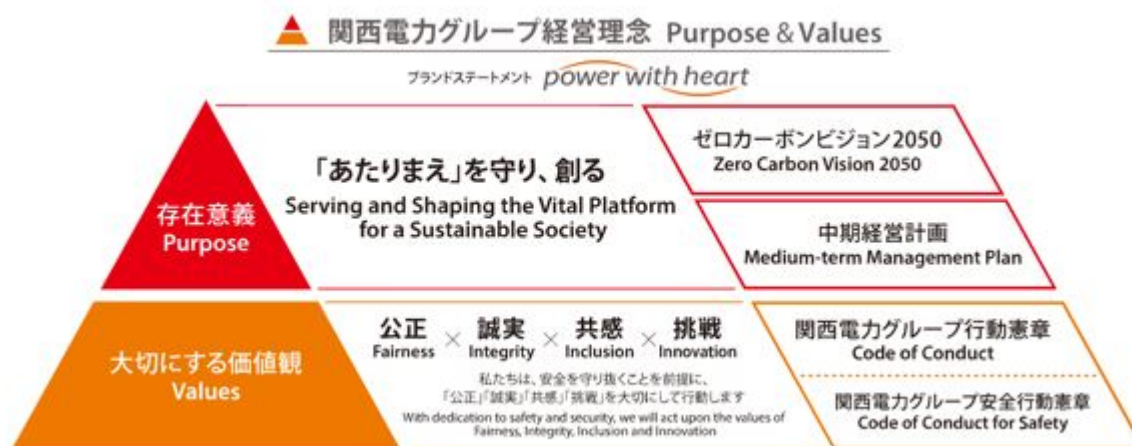 関西電力グループ経営理念 Purpose & Values
ブランドステートメント power with heart
存在意義
Purpose
「あたりまえ」を守り、創る
Serving and Shaping the Vital Platform
for a Sustainable Society
ゼロカーボンビジョン2050
Zero Carbon Vision 2050
中期経営計画
Medium-term Management Plan
大切にする価値観
Values
公正 × 誠実 × 共感 × 挑戦
Fairness Integrity Inclusion Innovation
私たちは、安全を守り抜くことを前提に、
「公正」「誠実」「共感」「挑戦」を大切にして行動します
With dedication to safety and security, we will act upon the values of
Fairness, Integrity, Inclusion and Innovation
関西電力グループ行動憲章
Code of Conduct
関西電力グループ安全行動憲章
Code of Conduct for Safety